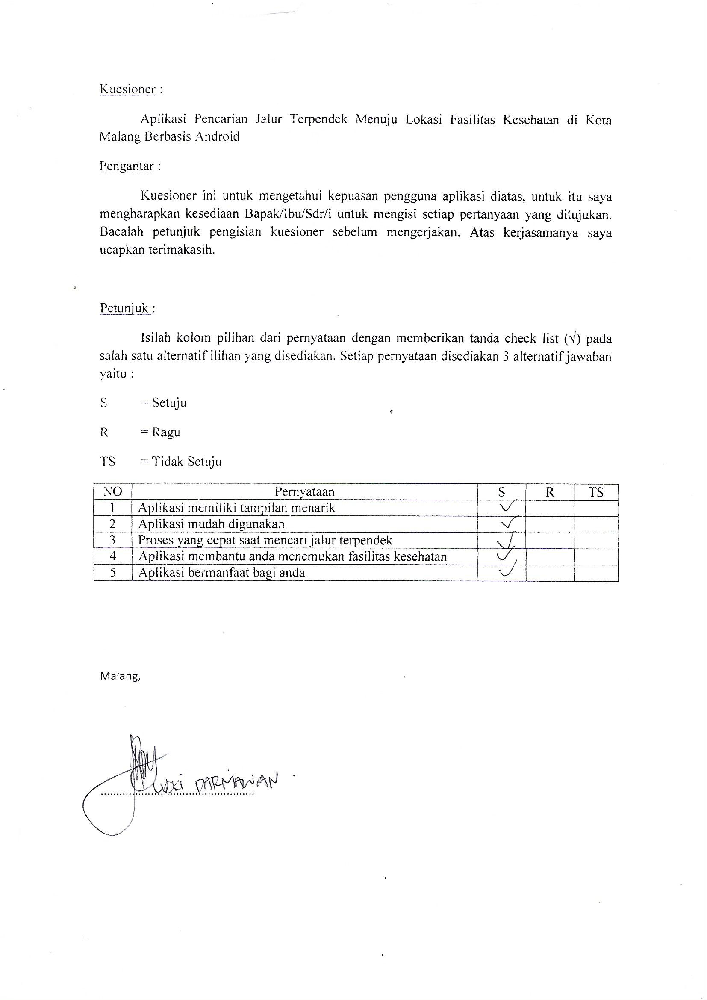 Kuesioner :
Aplikasi Pencarian Jalur Terpendek Menuju Lokasi Fasilitas Kesehatan di Kota
Malang Berbasis Android
Pengantar :
Kuesioner ini untuk mengetahui kepuasan pengguna aplikasi diatas, untuk itu saya
mengharapkan kesediaan Bapak/Ibu/Sdr/i untuk mengisi setiap pertanyaan yang ditujukan.
Bacalah petunjuk pengisian kuesioner sebelum mengerjakan. Atas kerjasamanya saya
ucapkan terimakasih.
Petunjuk :
Isilah kolom pilihan dari pernyataan dengan memberikan tanda check list (√) pada
salah satu alternatif ilihan yang disediakan. Setiap pernyataan disediakan 3 alternatif jawaban
yaitu :
S = Setuju
R = Ragu
TS = Tidak Setuju
NO Pernyataan S R TS
1 Aplikasi memiliki tampilan menarik ✓
2 Aplikasi mudah digunakan ✓
3 Proses yang cepat saat mencari jalur terpendek ✓
4 Aplikasi membantu anda menemukan fasilitas kesehatan ✓
5 Aplikasi bermanfaat bagi anda ✓
Malang,
DARMAWAN